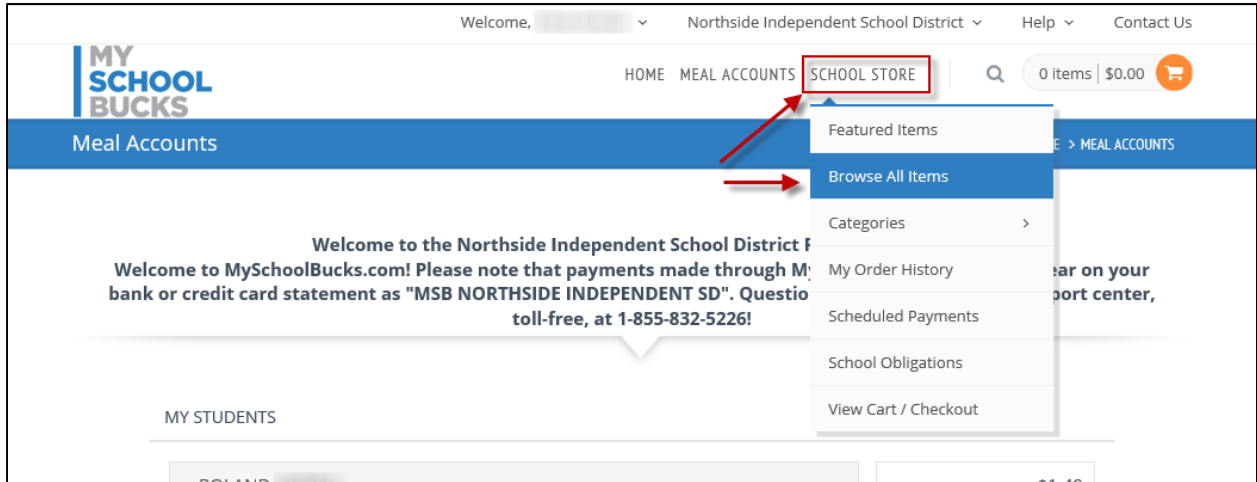 Welcome,
Northside Independent School District
Help
Contact Us
MY
SCHOOL
BUCKS
HOME MEAL ACCOUNTS SCHOOL STORE
0 items $0.00
Meal Accounts
> MEAL ACCOUNTS
Featured Items
Browse All Items
Categories
My Order History
Scheduled Payments
School Obligations
View Cart / Checkout
Welcome to the Northside Independent School District
Welcome to MySchoolBucks.com! Please note that payments made through on your
bank or credit card statement as "MSB NORTHSIDE INDEPENDENT SD". center,
toll-free, at 1-855-832-5226!
MY STUDENTS